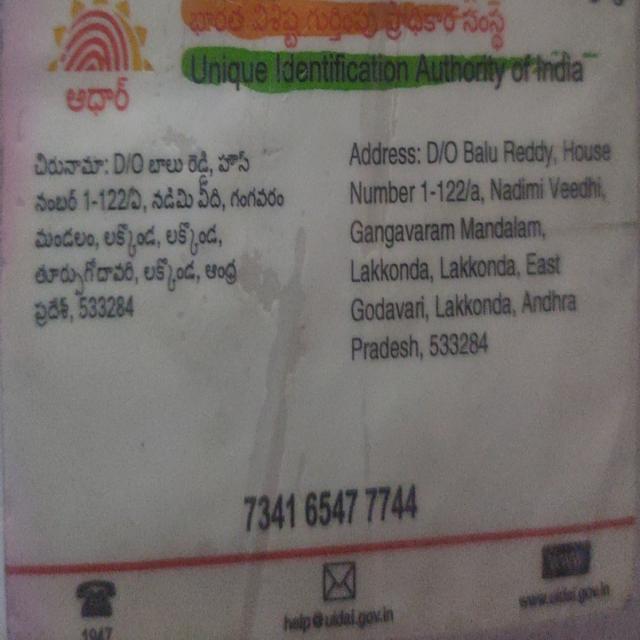 భారత విశిష్ట గుర్తింపు ప్రాధికార సంస్థ
Unique Identification Authority of India
ఆధార్
చిరునామా: D/O బాలు రెడ్డి, హౌస్
నంబర్ 1-122/ఏ, నడిమి వీధి, గంగవరం
మండలం, లక్కోండ, లక్కోండ,
తూర్పుగోదావరి, లక్కోండ, ఆంధ్ర
ప్రదేశ్, 533284
Address: D/O Balu Reddy, House
Number 1-122/a, Nadimi Veedhi,
Gangavaram Mandalam,
Lakkonda, Lakkonda, East
Godavari, Lakkonda, Andhra
Pradesh, 533284
7341 6547 7744
1947
help@uidai.gov.in
www.uidai.gov.in